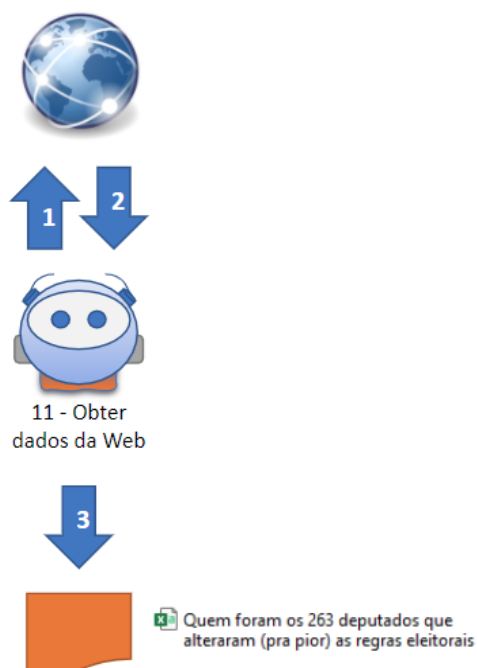 1
2
11 - Obter
dados da Web
3
Quem foram os 263 deputados que
alteraram (pra pior) as regras eleitorais